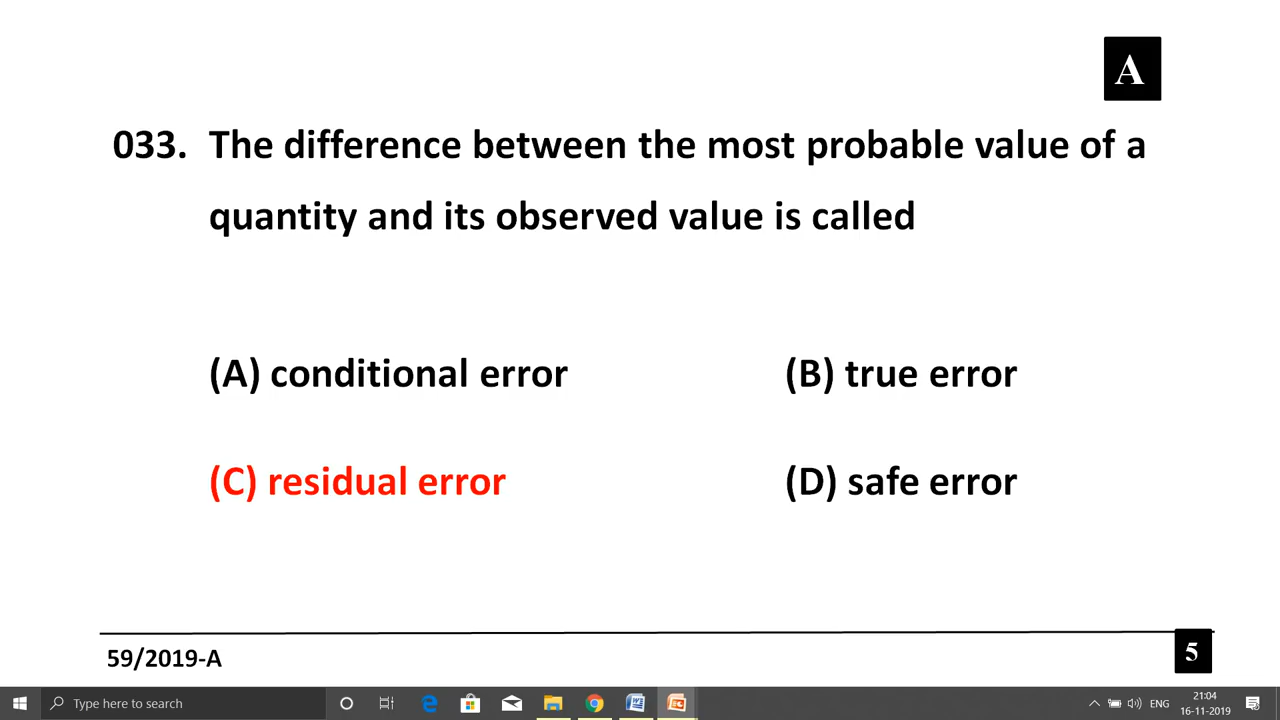 A
033. The difference between the most probable value of a
quantity and its observed value is called
(A) conditional error (B) true error
(C) residual error (D) safe error
59/2019-A 5
Type here to search ENG 21:04
16-11-2019